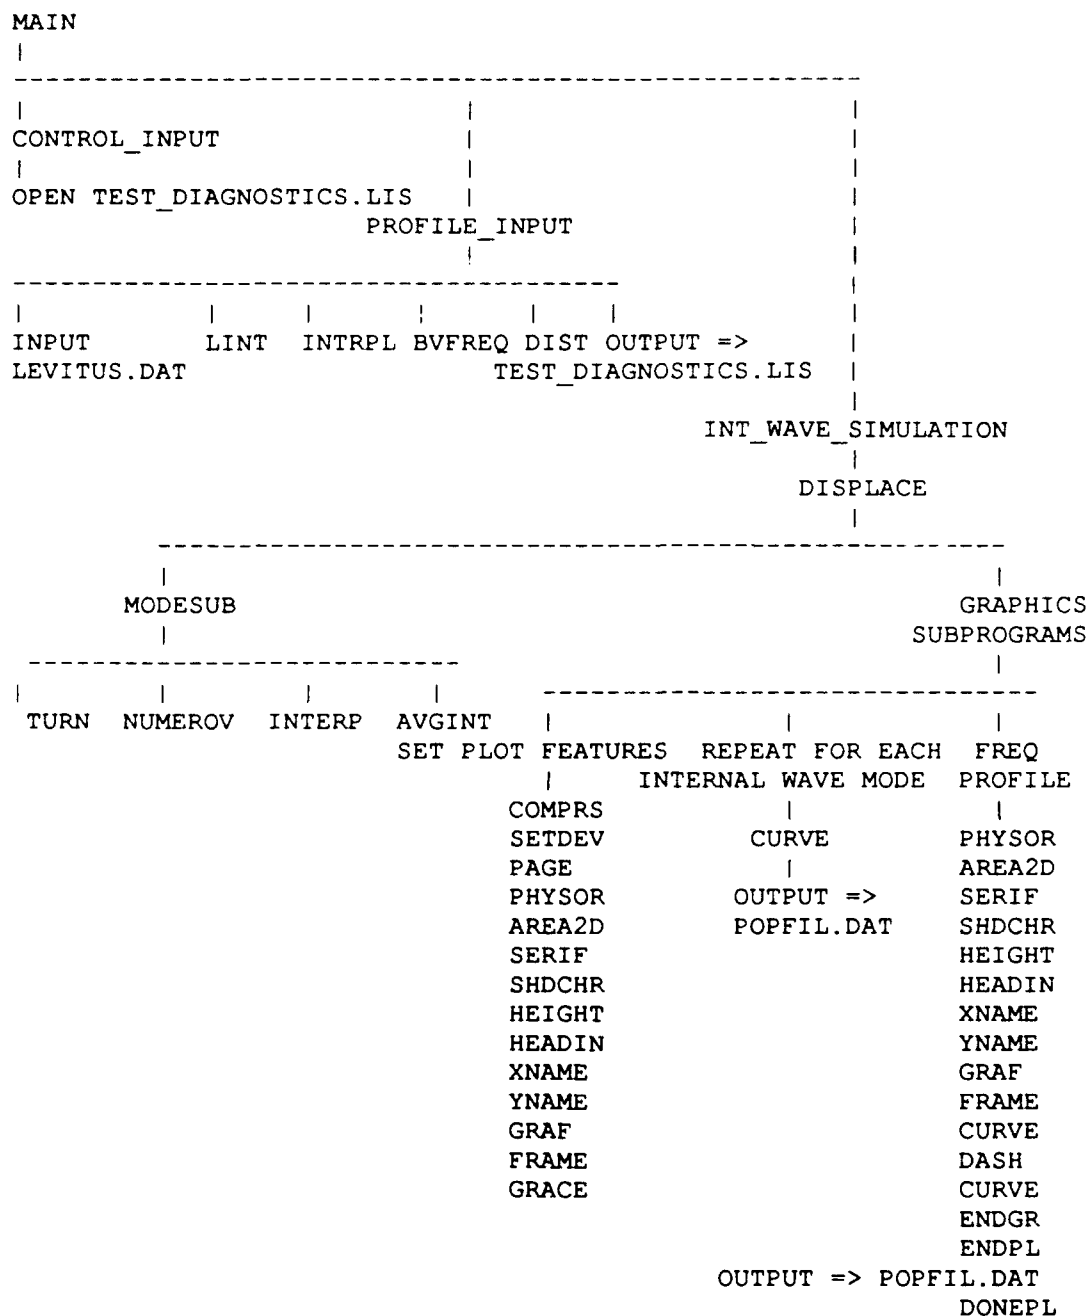 MAIN
CONTROL_INPUT
OPEN TEST_DIAGNOSTICS.LIS
PROFILE_INPUT
INPUT LINT INTRPL BVFREQ DIST OUTPUT =>
LEVITUS.DAT TEST_DIAGNOSTICS.LIS
INT_WAVE_SIMULATION
DISPLACE
MODESUB GRAPHICS
SUBPROGRAMS
TURN NUMEROV INTERP AVGINT
SET PLOT FEATURES REPEAT FOR EACH FREQ
INTERNAL WAVE MODE PROFILE
COMPRS
SETDEV CURVE PHYSOR
PAGE AREA2D
PHYSOR OUTPUT => SERIF
AREA2D POPFIL.DAT SHDCHR
SERIF HEIGHT
SHDCHR HEADIN
HEIGHT XNAME
HEADIN YNAME
XNAME GRAF
YNAME FRAME
GRAF CURVE
FRAME DASH
GRACE CURVE
ENDGR
ENDPL
OUTPUT => POPFIL.DAT
DONEPL